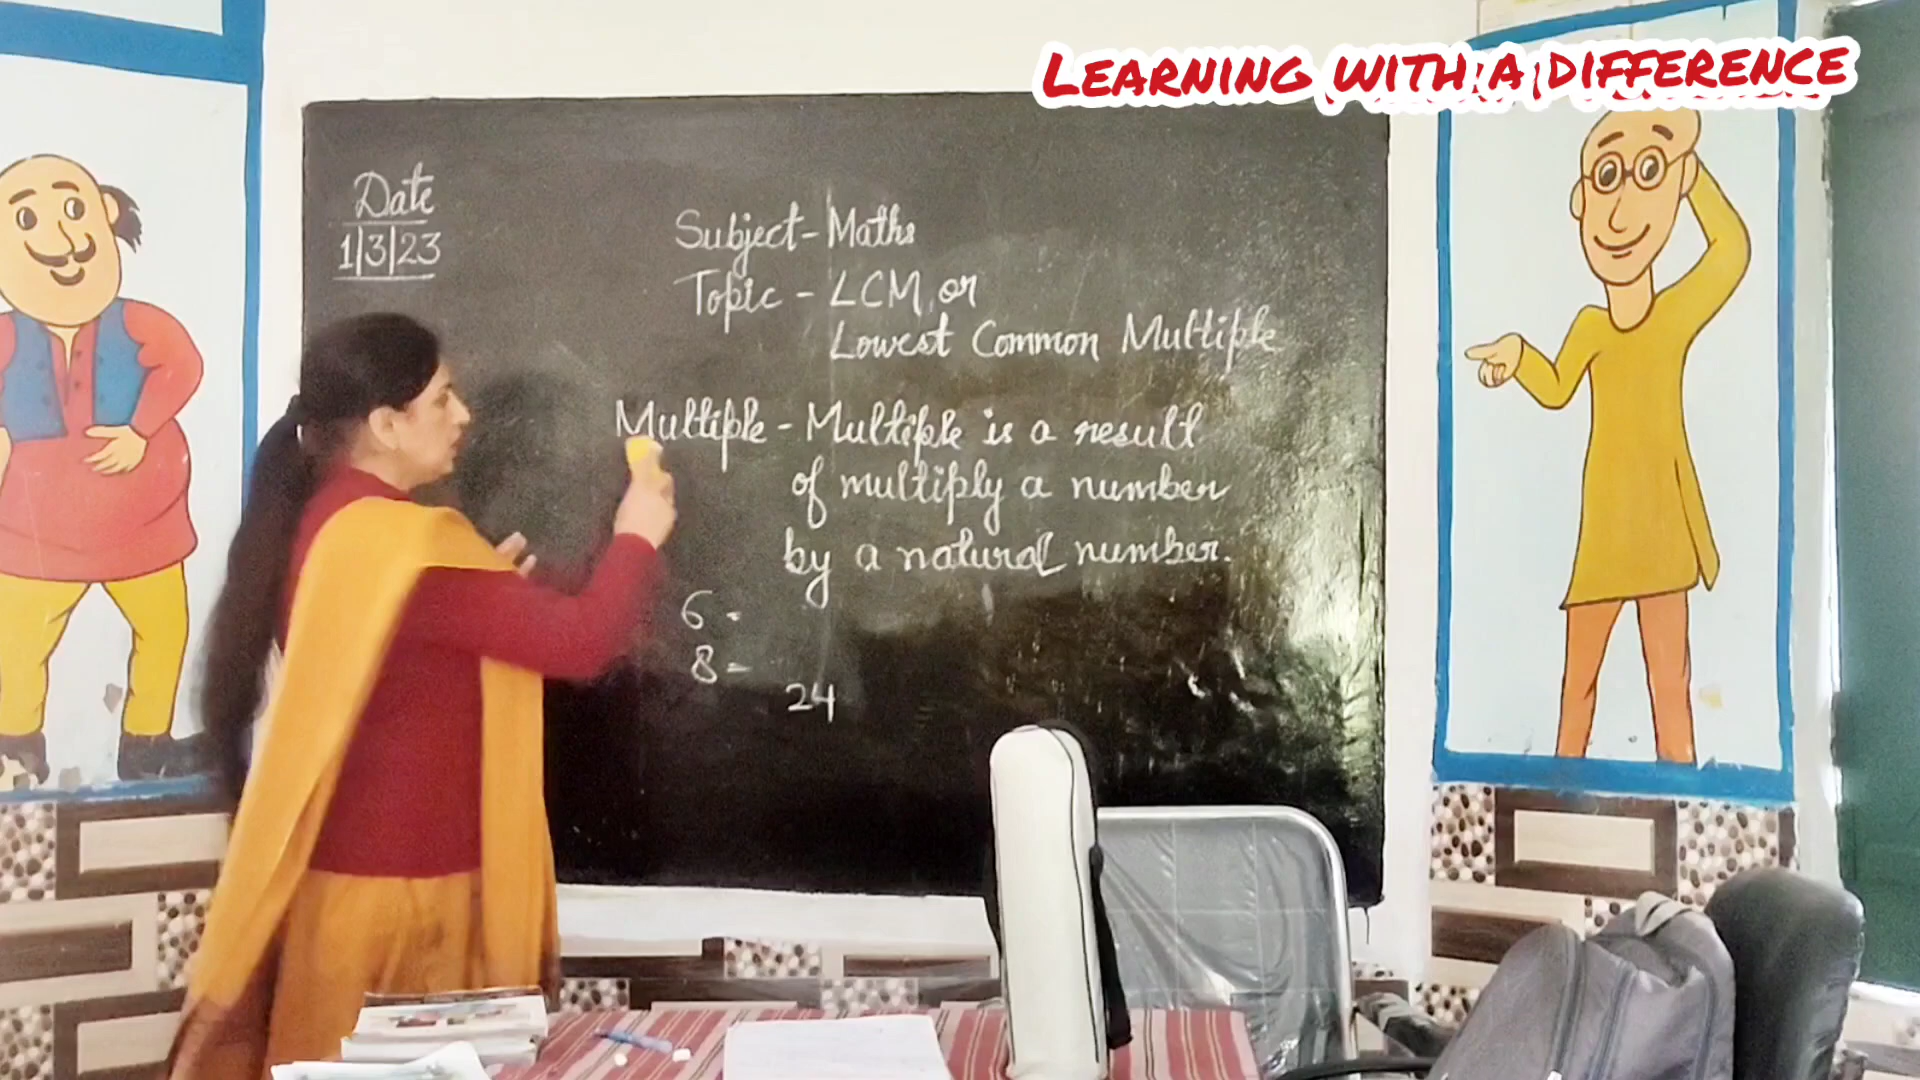 LEARNING WITH A DIFFERENCE
Date
1|3|23
Subject - Maths
Topic - LCM or
Lowest Common Multiple
Multiple - Multiple is a result
of multiply a number
by a natural number.
6 =
8 =
24